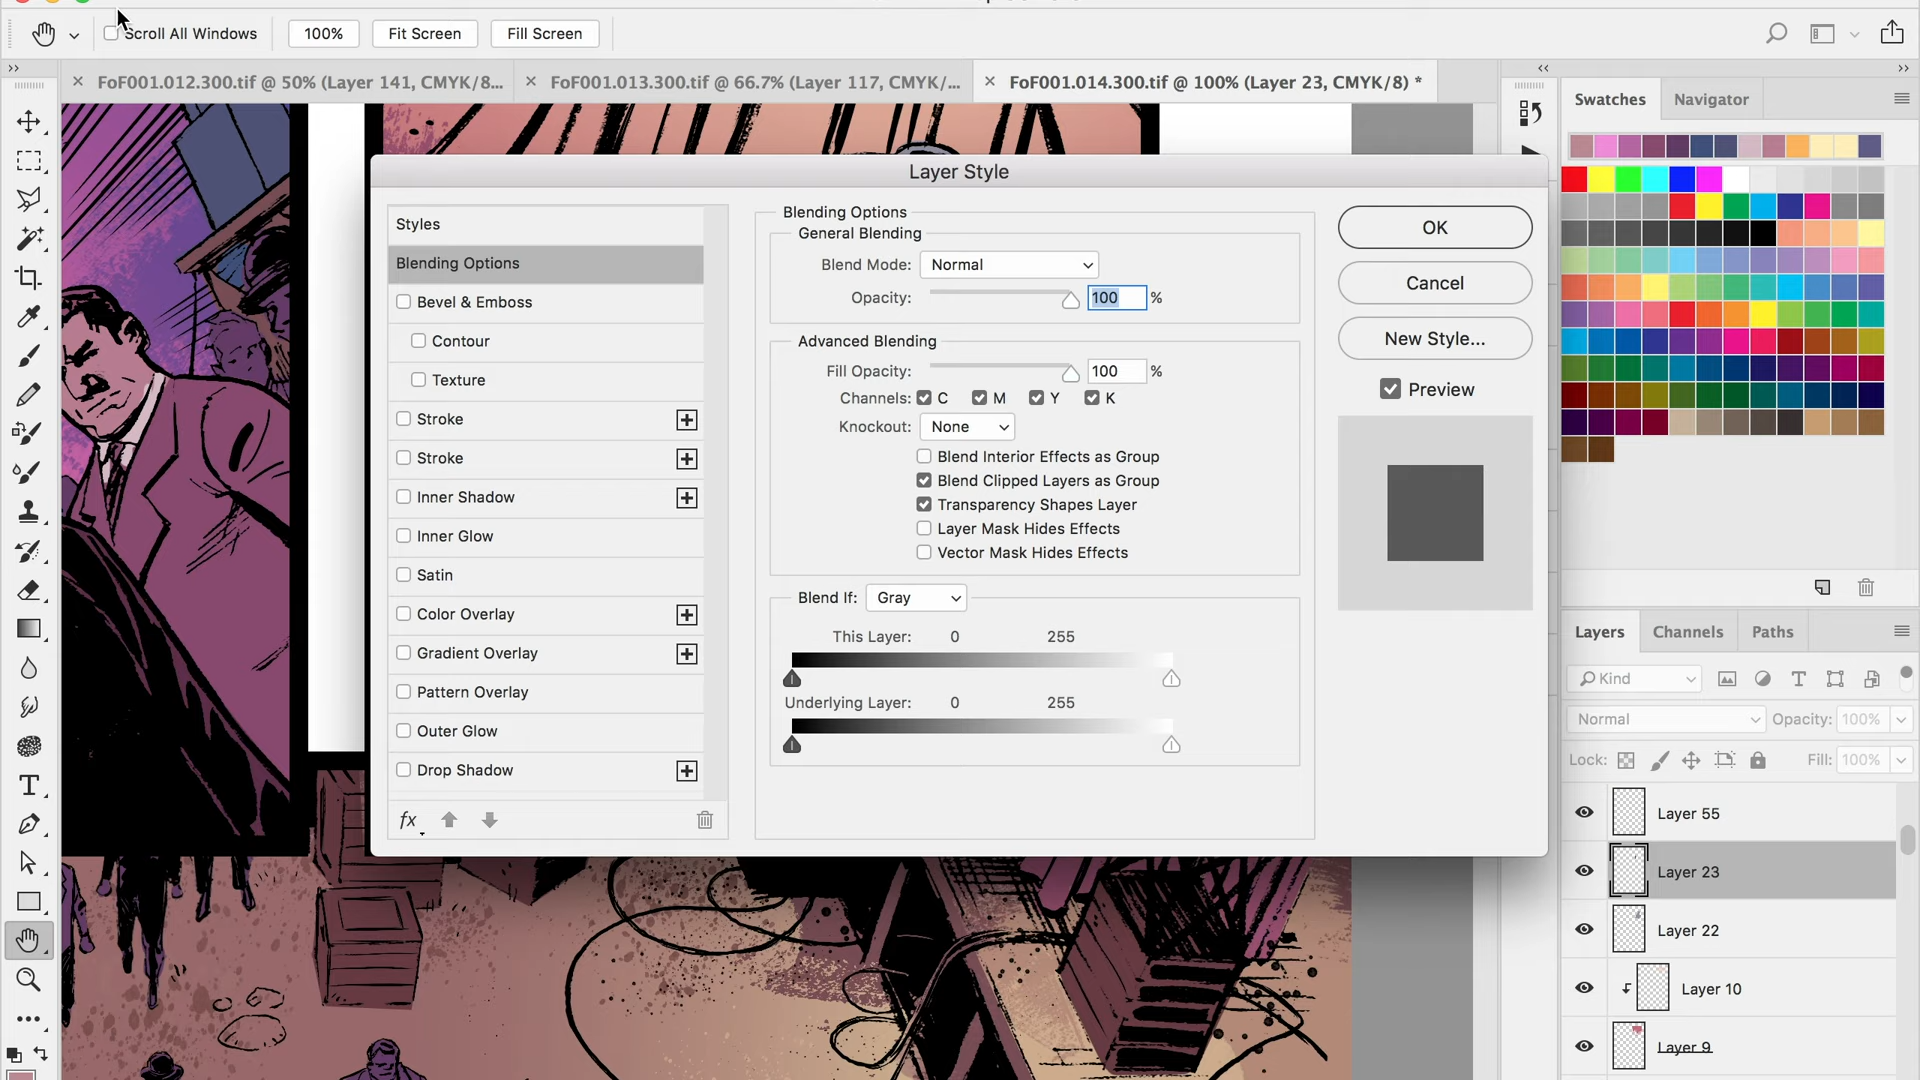 Scroll All Windows
100%
Fit Screen
Fill Screen
FoF001.012.300.tif @ 50% (Layer 141, CMYK/8...
FoF001.013.300.tif @ 66.7% (Layer 117, CMYK/...
FoF001.014.300.tif @ 100% (Layer 23, CMYK/8) *
Swatches
Navigator
Layer Style
Styles
Blending Options
Bevel & Emboss
Contour
Texture
Stroke
Stroke
Inner Shadow
Inner Glow
Satin
Color Overlay
Gradient Overlay
Pattern Overlay
Outer Glow
Drop Shadow
fx
Blending Options
General Blending
Blend Mode: Normal
Opacity: 100 %
Advanced Blending
Fill Opacity: 100 %
Channels: C M Y K
Knockout: None
Blend Interior Effects as Group
Blend Clipped Layers as Group
Transparency Shapes Layer
Layer Mask Hides Effects
Vector Mask Hides Effects
Blend If: Gray
This Layer: 0 255
Underlying Layer: 0 255
OK
Cancel
New Style...
Preview
Layers
Channels
Paths
Kind
Normal
Opacity: 100%
Lock:
Fill: 100%
Layer 55
Layer 23
Layer 22
Layer 10
Layer 9